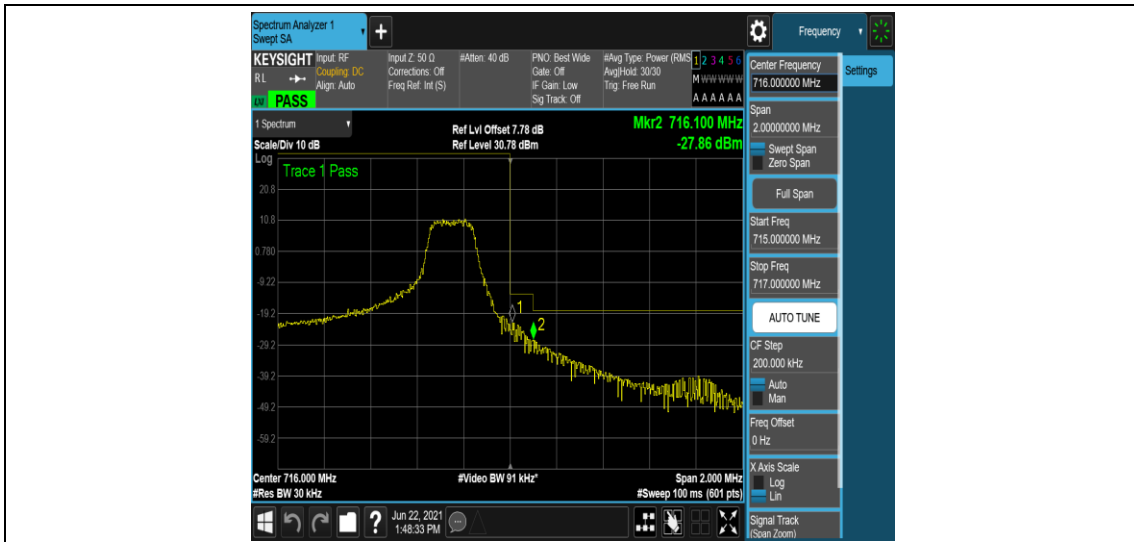 Spectrum Analyzer 1
Swept SA
Frequency
KEYSIGHT
RL
LXI
PASS
Input: RF
Coupling: DC
Align: Auto
Input Z: 50 Ω
Corrections: Off
Freq Ref: Int (S)
#Atten: 40 dB
PNO: Best Wide
Gate: Off
IF Gain: Low
Sig Track: Off
#Avg Type: Power (RMS
Avg|Hold: 30/30
Trig: Free Run
1 2 3 4 5 6
M W W W W W
A A A A A A
1 Spectrum
Scale/Div 10 dB
Ref Lvl Offset 7.78 dB
Ref Level 30.78 dBm
Mkr2 716.100 MHz
-27.86 dBm
Log
Trace 1 Pass
20.8
10.8
0.780
-9.22
-19.2
-29.2
-39.2
-49.2
-59.2
1
2
Center 716.000 MHz
#Res BW 30 kHz
#Video BW 91 kHz*
Span 2.000 MHz
#Sweep 100 ms (601 pts)
Center Frequency
716.000000 MHz
Settings
Span
2.00000000 MHz
Swept Span
Zero Span
Full Span
Start Freq
715.000000 MHz
Stop Freq
717.000000 MHz
AUTO TUNE
CF Step
200.000 kHz
Auto
Man
Freq Offset
0 Hz
X Axis Scale
Log
Lin
Signal Track
(Span Zoom)
?
Jun 22, 2021
1:48:33 PM